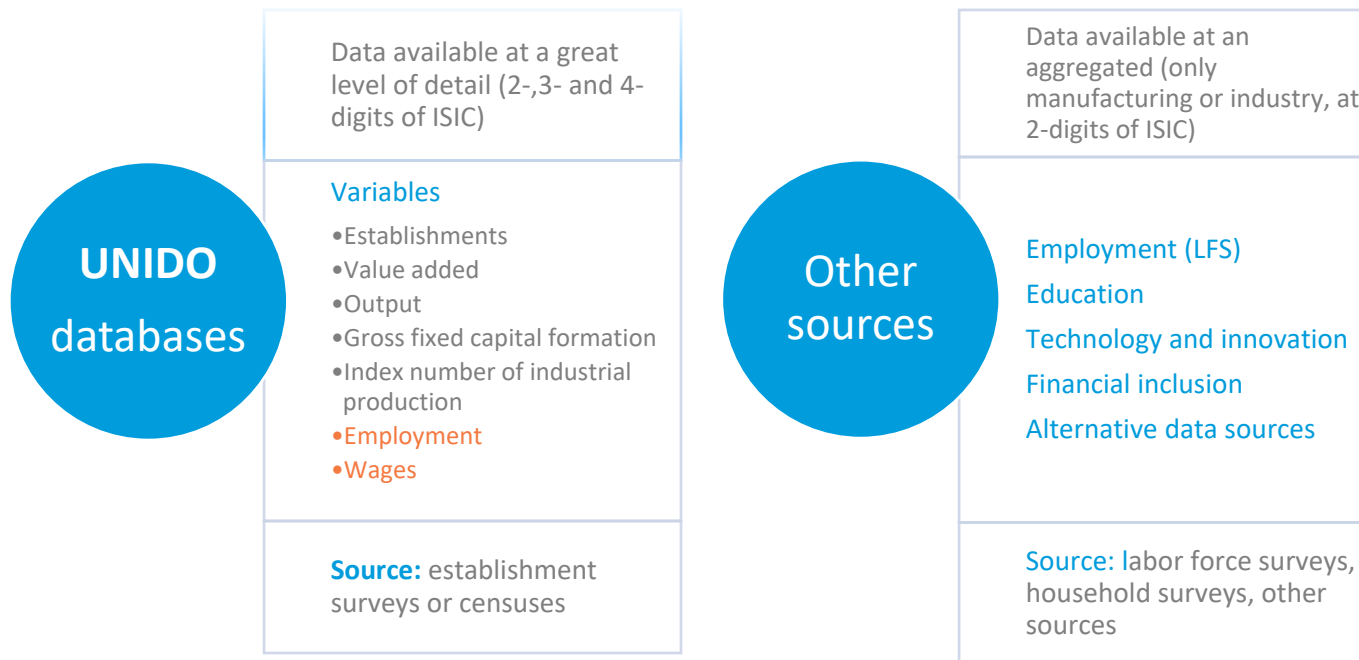 Data available at a great
level of detail (2-,3- and 4-
digits of ISIC)
UNIDO
databases
Variables
•Establishments
•Value added
•Output
•Gross fixed capital formation
•Index number of industrial
production
•Employment
•Wages
Source: establishment
surveys or censuses
Data available at an
aggregated (only
manufacturing or industry, at
2-digits of ISIC)
Other
sources
Employment (LFS)
Education
Technology and innovation
Financial inclusion
Alternative data sources
Source: labor force surveys,
household surveys, other
sources